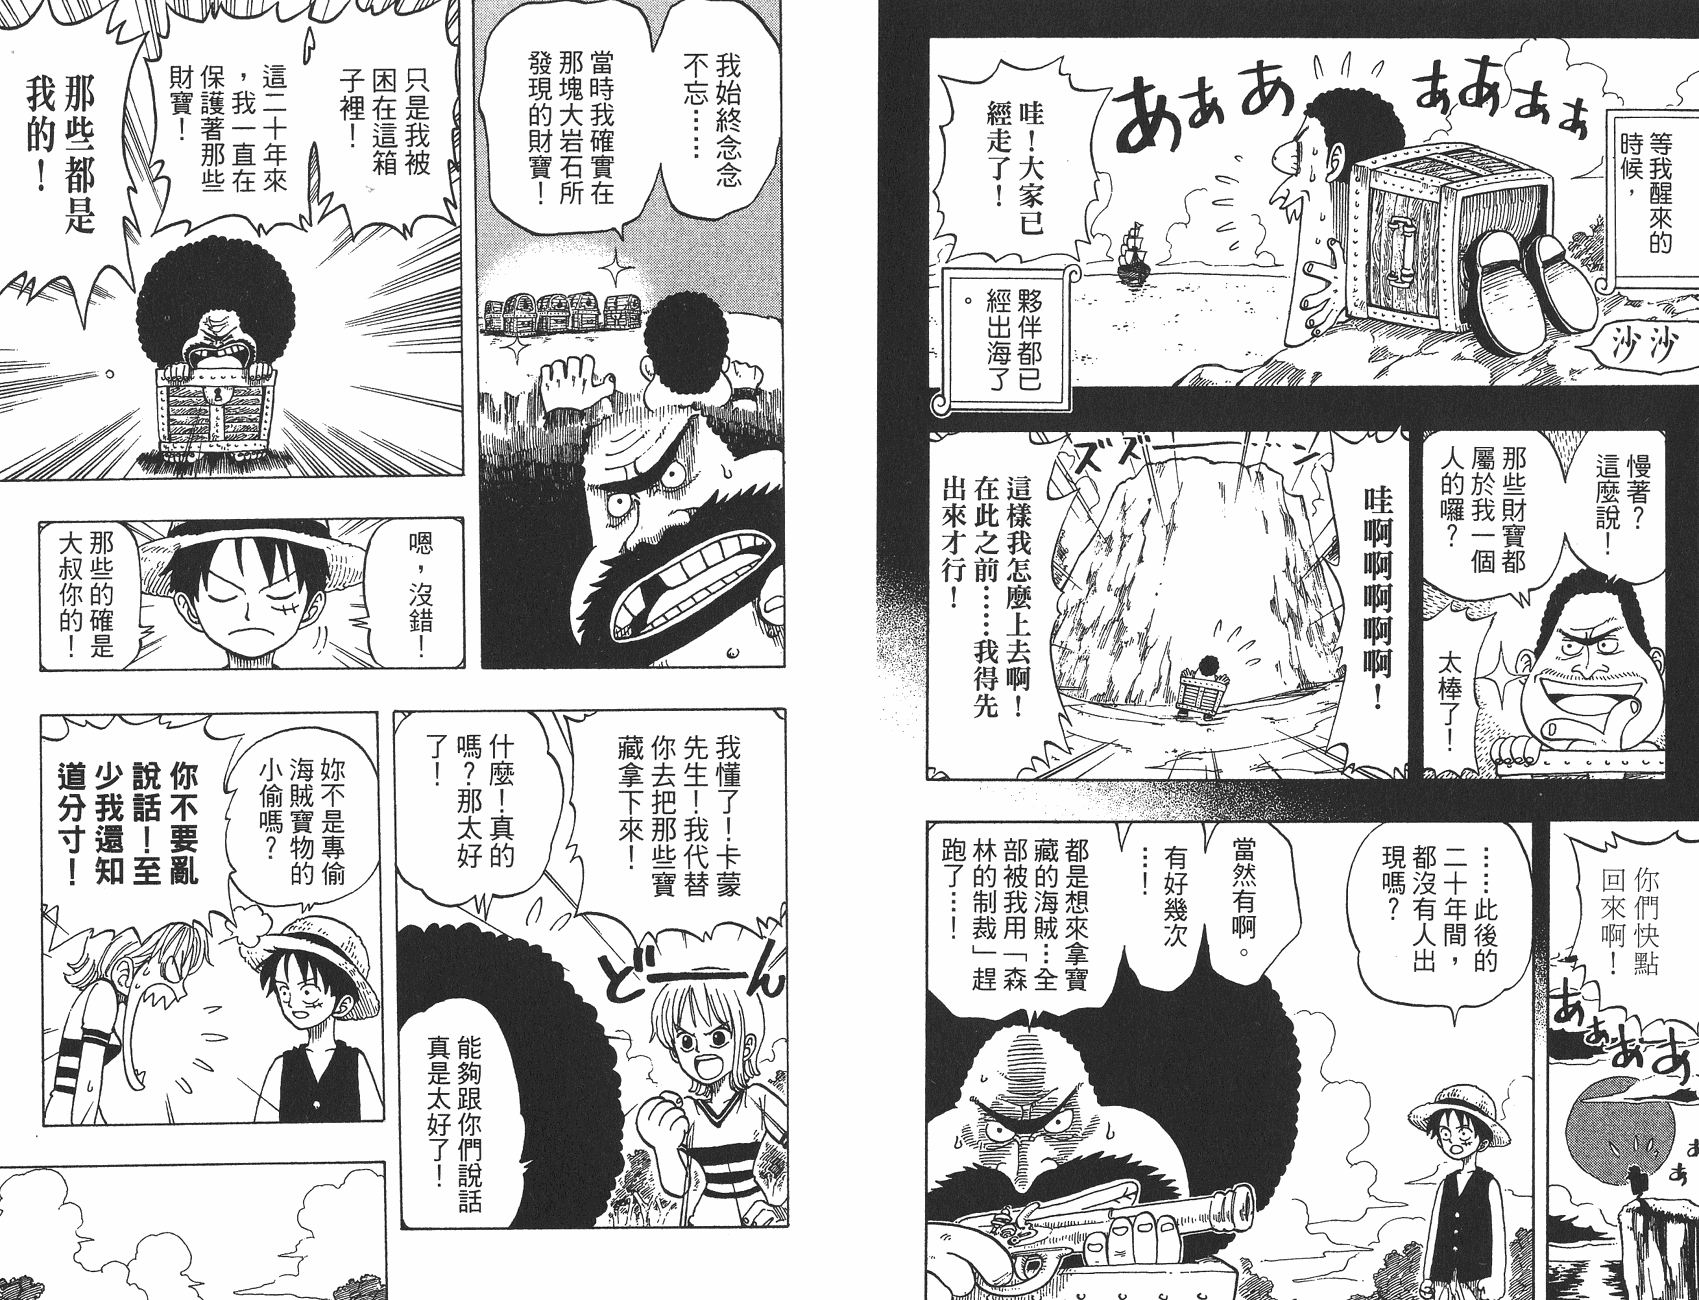 等我醒來的
時候，
ああぁあ
あああぁぁ
哇！大家已
經走了！
夥伴都已
經出海了
。
沙沙
慢著？
這麼說！
那些財寶都
屬於我一個
人的囉？
太棒了！
ズズーーン
哇啊啊啊啊啊！
這樣我怎麼上去啊！
在此之前……我得先
出來才行！
你們快點
回來啊！
あぁああぁぁ
……此後的
二十年間，
都沒有人出
現嗎？
當然有啊。
有好幾次
…！
都是想來拿寶
藏的海賊…全
部被我用「森
林的制裁」趕
跑了…！
我始終念念
不忘……
當時我確實在
那塊大岩石所
發現的財寶！
只是我被
困在這箱
子裡！
這二十年來
，我一直在
保護著那些
財寶！
那些都是
我的！
嗯，沒錯！
那些的確是
大叔你的！
我懂了！卡蒙
先生！我代替
你去把那些寶
藏拿下來！
どーん
什麼！真的
嗎？那太好
了！
能夠跟你們說話
真是太好了！
妳不是專偷
海賊寶物的
小偷嗎？
你不要亂
說話！至
少我還知
道分寸！